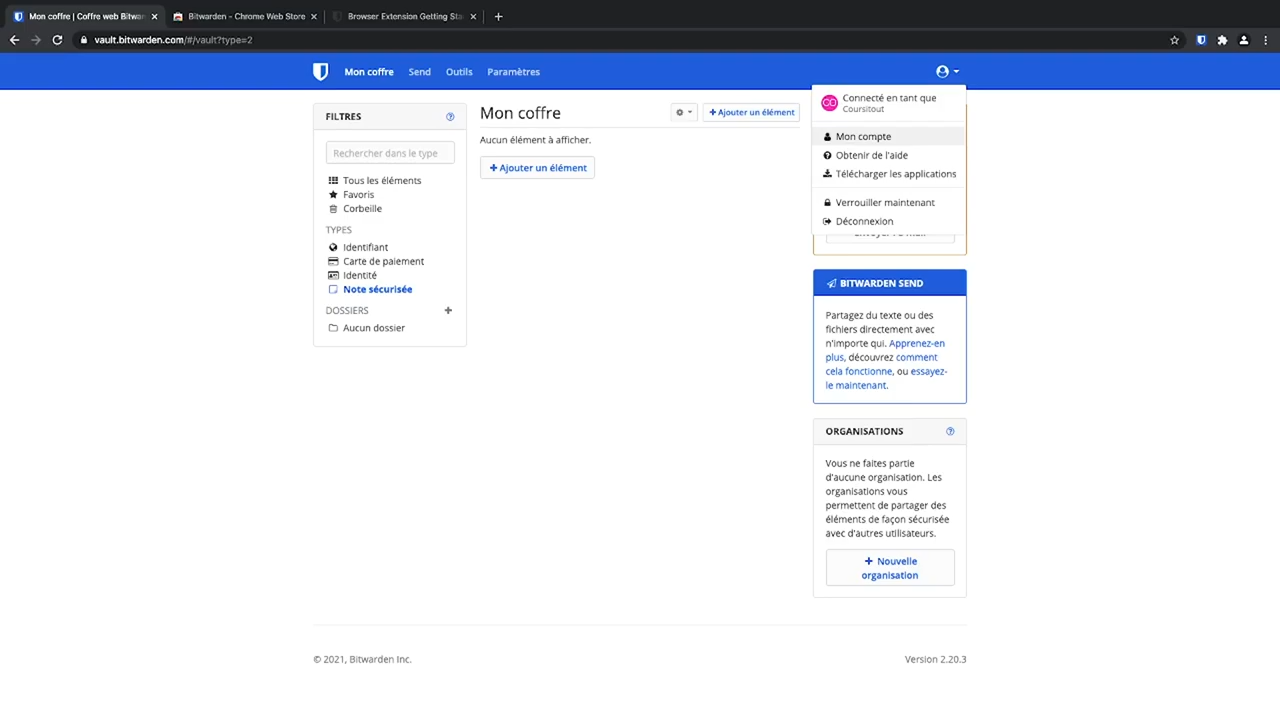 Mon coffre | Coffre web Bitwar
Bitwarden - Chrome Web Store
Browser Extension Getting Sta
vault.bitwarden.com/#/vault?type=2
Mon coffre
Send
Outils
Paramètres
FILTRES
Rechercher dans le type
Tous les éléments
Favoris
Corbeille
TYPES
Identifiant
Carte de paiement
Identité
Note sécurisée
DOSSIERS
Aucun dossier
Mon coffre
Ajouter un élément
Aucun élément à afficher.
Ajouter un élément
CO
Connecté en tant que
Coursitout
Mon compte
Obtenir de l'aide
Télécharger les applications
Verrouiller maintenant
Déconnexion
BITWARDEN SEND
Partagez du texte ou des
fichiers directement avec
n'importe qui. Apprenez-en
plus, découvrez comment
cela fonctionne, ou essayez-
le maintenant.
ORGANISATIONS
Vous ne faites partie
d'aucune organisation. Les
organisations vous
permettent de partager des
éléments de façon sécurisée
avec d'autres utilisateurs.
Nouvelle
organisation
© 2021, Bitwarden Inc.
Version 2.20.3